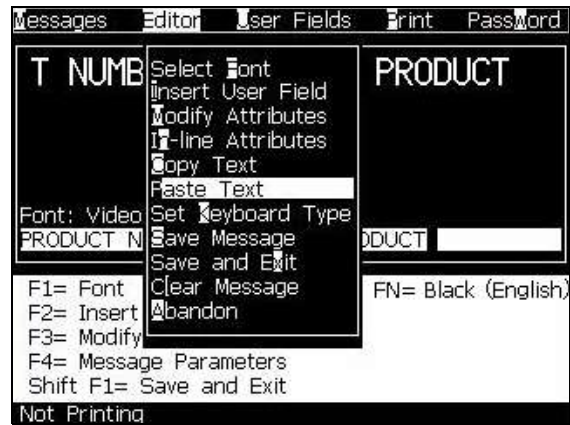 Messages Editor User Fields Print PassWord
T NUMB PRODUCT
Select Font
Insert User Field
Modify Attributes
In-line Attributes
Copy Text
Paste Text
Set Keyboard Type
Save Message
Save and Exit
Clear Message
Abandon
Font: Video
PRODUCT N DUCT
F1= Font FN= Black (English)
F2= Insert
F3= Modify
F4= Message Parameters
Shift F1= Save and Exit
Not Printing